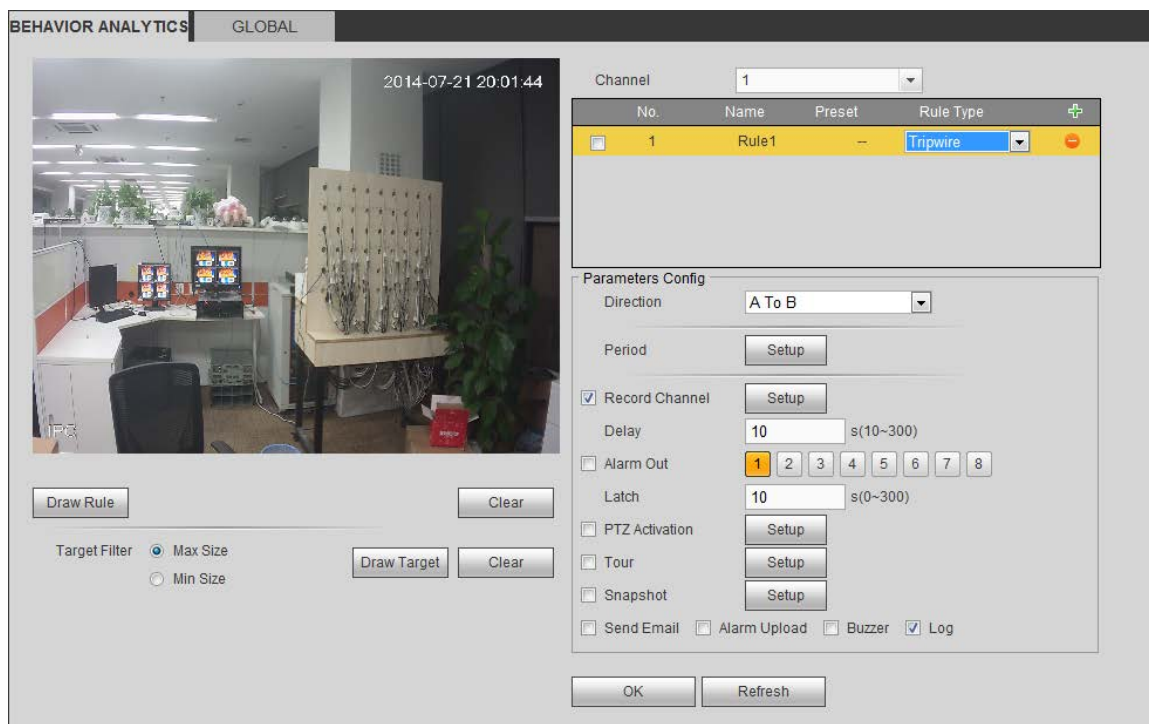 BEHAVIOR ANALYTICS GLOBAL
2014-07-21 20:01:44
IPC
Draw Rule Clear
Target Filter Max Size
Min Size
Draw Target Clear
Channel 1
No. Name Preset Rule Type
1 Rule1 -- Tripwire
Parameters Config
Direction A To B
Period Setup
Record Channel Setup
Delay 10 s(10~300)
Alarm Out 1 2 3 4 5 6 7 8
Latch 10 s(0~300)
PTZ Activation Setup
Tour Setup
Snapshot Setup
Send Email Alarm Upload Buzzer Log
OK Refresh